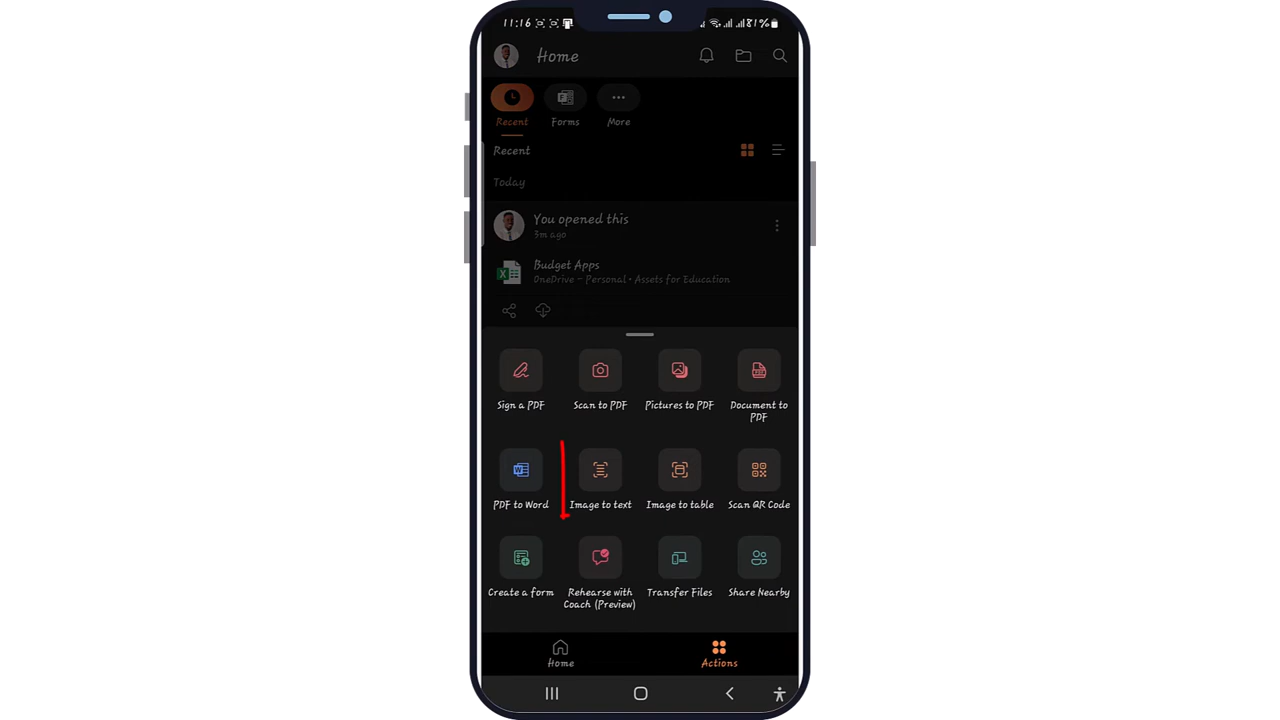 11:16 81%
Home
Recent Forms More
Recent
Today
You opened this
3m ago
Budget Apps
OneDrive – Personal • Assets for Education
Sign a PDF Scan to PDF Pictures to PDF Document to
PDF
PDF to Word Image to text Image to table Scan QR Code
Create a form Rehearse with Transfer Files Share Nearby
Coach (Preview)
Home Actions